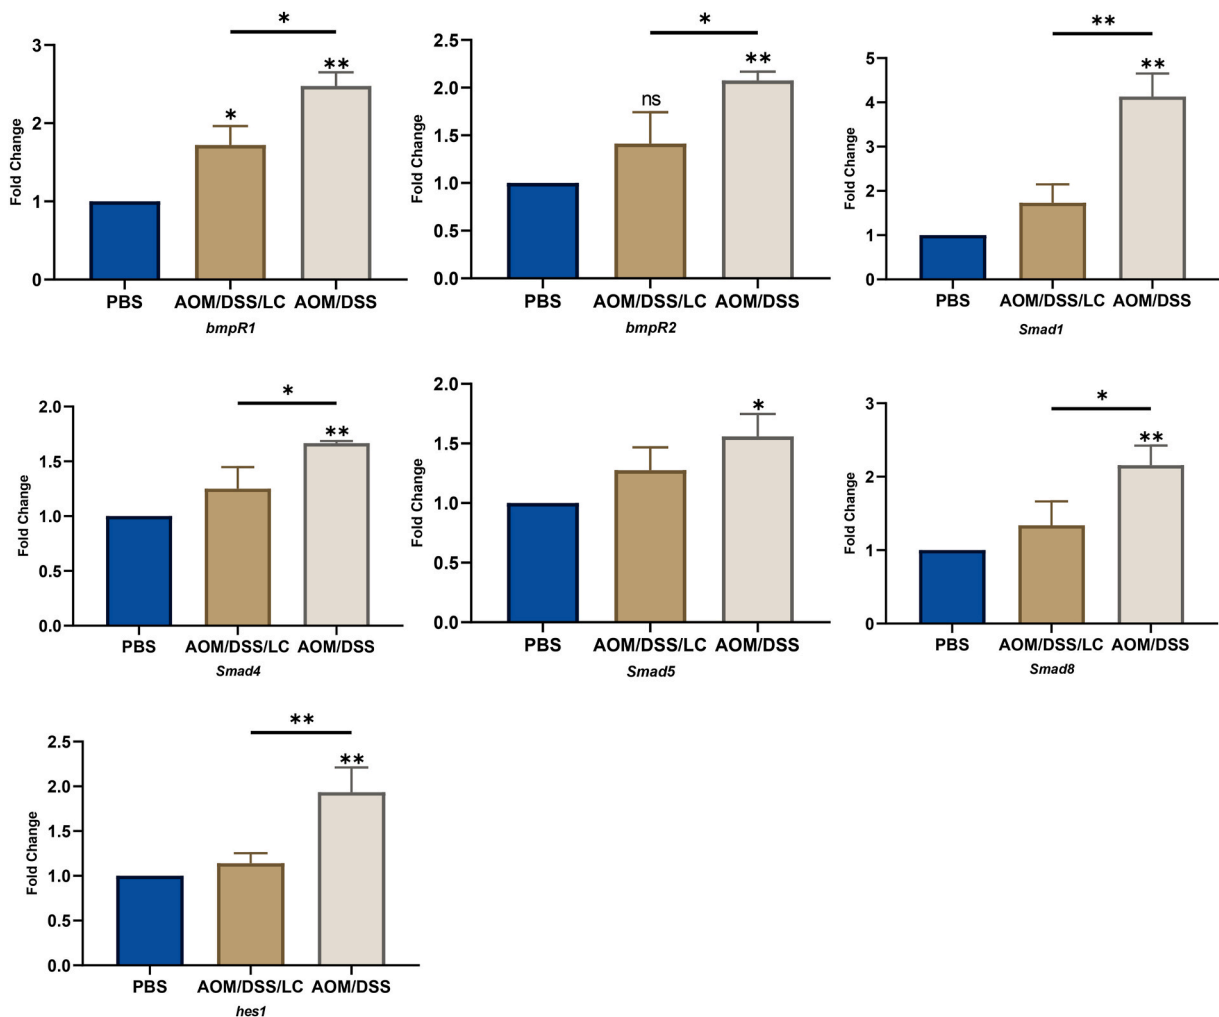 *
3
**
2
*
1
0
Fold Change
PBS AOM/DSS/LC AOM/DSS
bmpR1
*
2.5
**
2.0
ns
1.5
1.0
0.5
0.0
Fold Change
PBS AOM/DSS/LC AOM/DSS
bmpR2
**
5
**
4
3
2
1
0
Fold Change
PBS AOM/DSS/LC AOM/DSS
Smad1
*
2.0
**
1.5
1.0
0.5
0.0
Fold Change
PBS AOM/DSS/LC AOM/DSS
Smad4
2.0
*
1.5
1.0
0.5
0.0
Fold Change
PBS AOM/DSS/LC AOM/DSS
Smad5
*
3
**
2
1
0
Fold Change
PBS AOM/DSS/LC AOM/DSS
Smad8
**
2.5
**
2.0
1.5
1.0
0.5
0.0
Fold Change
PBS AOM/DSS/LC AOM/DSS
hes1